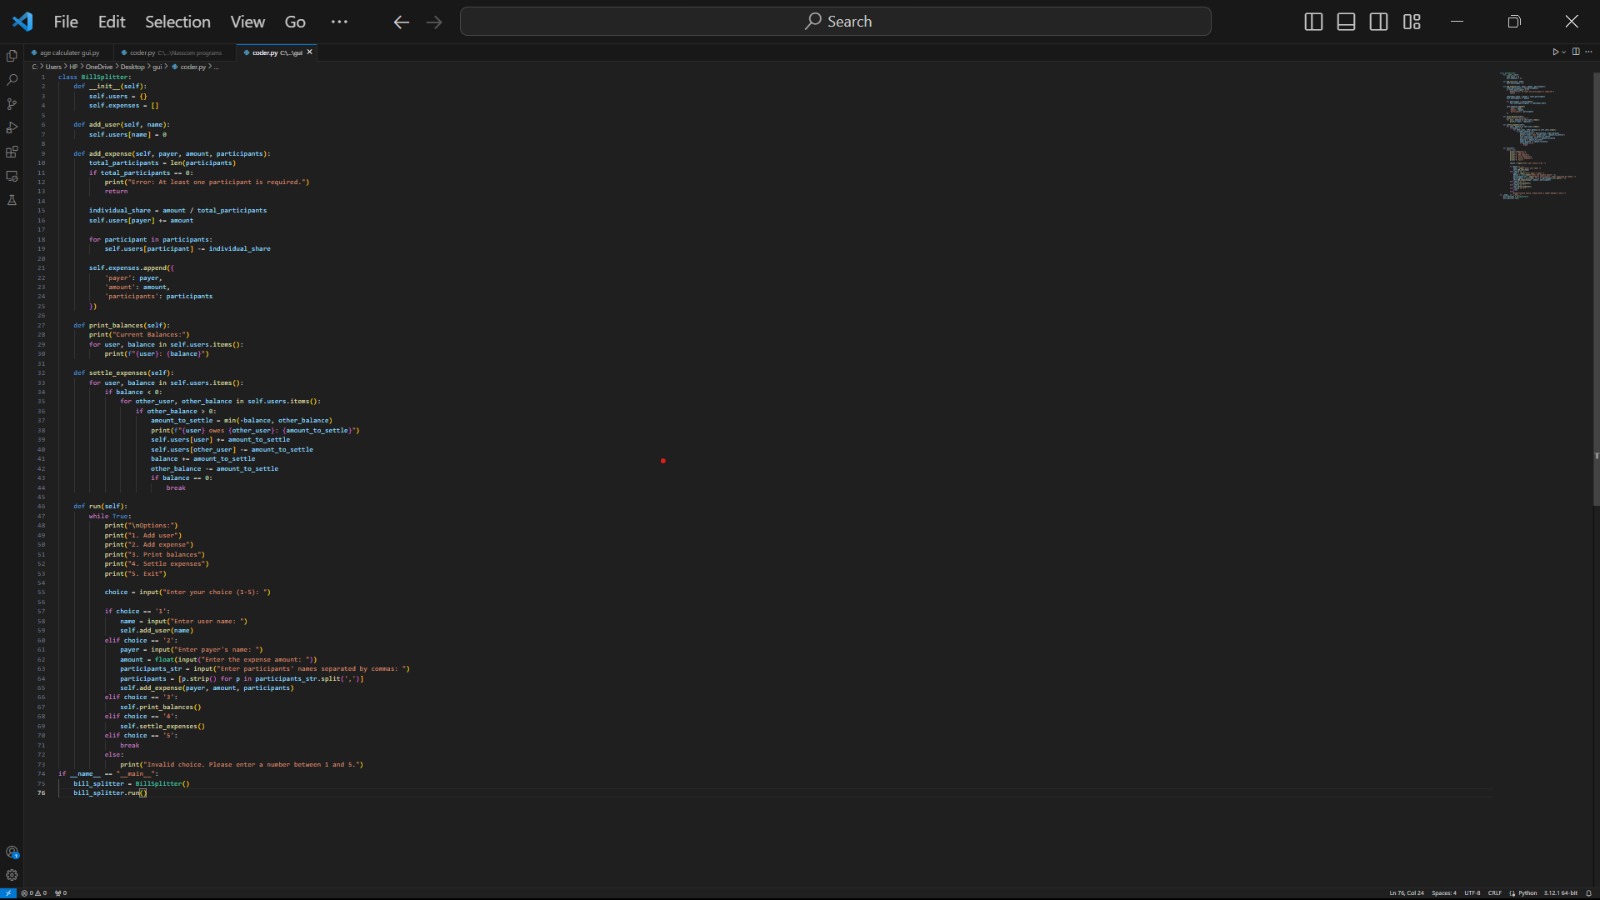 File Edit Selection View Go ··· Search
age calculater gui.py coder.py C:\...\Nasscom programs coder.py C:\...\gui
C: > Users > HP > OneDrive > Desktop > gui > coder.py > ...
1 class BillSplitter:
2 def __init__(self):
3 self.users = {}
4 self.expenses = []
5
6 def add_user(self, name):
7 self.users[name] = 0
8
9 def add_expense(self, payer, amount, participants):
10 total_participants = len(participants)
11 if total_participants == 0:
12 print("Error: At least one participant is required.")
13 return
14
15 individual_share = amount / total_participants
16 self.users[payer] += amount
17
18 for participant in participants:
19 self.users[participant] -= individual_share
20
21 self.expenses.append({
22 'payer': payer,
23 'amount': amount,
24 'participants': participants
25 })
26
27 def print_balances(self):
28 print("Current Balances:")
29 for user, balance in self.users.items():
30 print(f"{user}: {balance}")
31
32 def settle_expenses(self):
33 for user, balance in self.users.items():
34 if balance < 0:
35 for other_user, other_balance in self.users.items():
36 if other_balance > 0:
37 amount_to_settle = min(-balance, other_balance)
38 print(f"{user} owes {other_user}: {amount_to_settle}")
39 self.users[user] += amount_to_settle
40 self.users[other_user] -= amount_to_settle
41 balance += amount_to_settle
42 other_balance -= amount_to_settle
43 if balance == 0:
44 break
45
46 def run(self):
47 while True:
48 print("\nOptions:")
49 print("1. Add user")
50 print("2. Add expense")
51 print("3. Print balances")
52 print("4. Settle expenses")
53 print("5. Exit")
54
55 choice = input("Enter your choice (1-5): ")
56
57 if choice == '1':
58 name = input("Enter user name: ")
59 self.add_user(name)
60 elif choice == '2':
61 payer = input("Enter payer's name: ")
62 amount = float(input("Enter the expense amount: "))
63 participants_str = input("Enter participants' names separated by commas: ")
64 participants = [p.strip() for p in participants_str.split(',')]
65 self.add_expense(payer, amount, participants)
66 elif choice == '3':
67 self.print_balances()
68 elif choice == '4':
69 self.settle_expenses()
70 elif choice == '5':
71 break
72 else:
73 print("Invalid choice. Please enter a number between 1 and 5.")
74 if __name__ == "__main__":
75 bill_splitter = BillSplitter()
76 bill_splitter.run()
0 0 0 Ln 76, Col 24 Spaces: 4 UTF-8 CRLF Python 3.12.1 64-bit